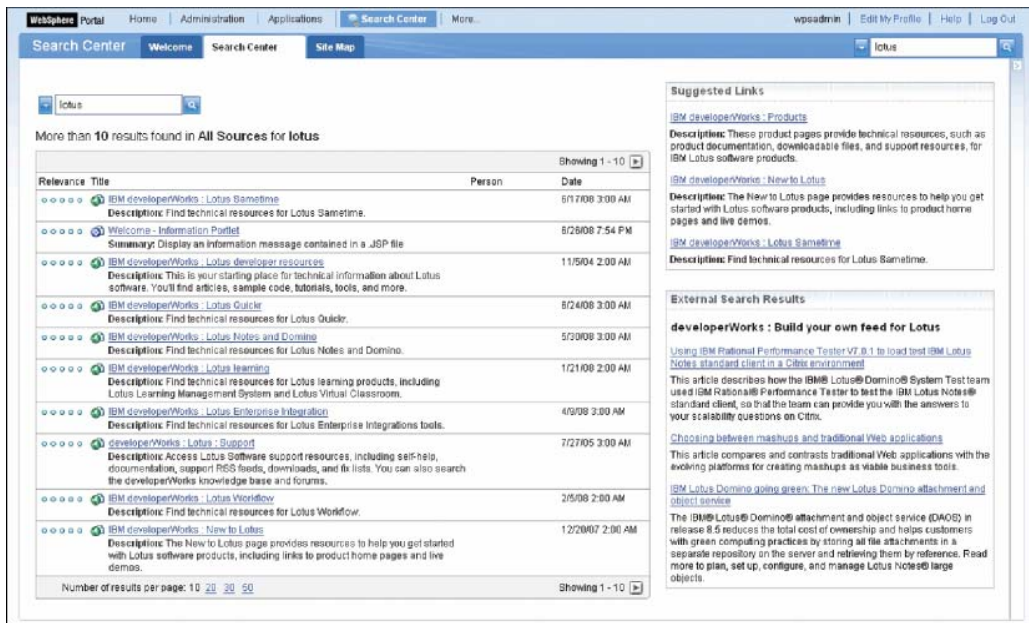 WebSphere Portal Home Administration Applications Search Center More... wpsadmin Edit My Profile Help Log Out
Search Center Welcome Search Center Site Map lotus
lotus
More than 10 results found in All Sources for lotus
Showing 1 - 10
Relevance Title Person Date
IBM developerWorks : Lotus Sametime 6/17/08 3:00 AM
Description: Find technical resources for Lotus Sametime.
Welcome - Information Portlet 6/26/08 7:54 PM
Summary: Display an information message contained in a JSP file
IBM developerWorks : Lotus developer resources 11/5/04 2:00 AM
Description: This is your starting place for technical information about Lotus
software. You'll find articles, sample code, tutorials, tools, and more.
IBM developerWorks : Lotus Quickr 6/24/08 3:00 AM
Description: Find technical resources for Lotus Quickr.
IBM developerWorks : Lotus Notes and Domino 5/30/08 3:00 AM
Description: Find technical resources for Lotus Notes and Domino.
IBM developerWorks : Lotus learning 1/21/08 2:00 AM
Description: Find technical resources for Lotus learning products, including
Lotus Learning Management System and Lotus Virtual Classroom.
IBM developerWorks : Lotus Enterprise Integration 4/9/08 3:00 AM
Description: Find technical resources for Lotus Enterprise Integrations tools.
developerWorks : Lotus : Support 7/27/05 3:00 AM
Description: Access Lotus Software support resources, including self-help,
documentation, support RSS feeds, downloads, and fix lists. You can also search
the developerWorks knowledge base and forums.
IBM developerWorks : Lotus Workflow 2/5/08 2:00 AM
Description: Find technical resources for Lotus Workflow.
IBM developerWorks : New to Lotus 12/20/07 2:00 AM
Description: The New to Lotus page provides resources to help you get started
with Lotus software products, including links to product home pages and live
demos.
Number of results per page: 10 20 30 50 Showing 1 - 10
Suggested Links
IBM developerWorks : Products
Description: These product pages provide technical resources, such as
product documentation, downloadable files, and support resources, for
IBM Lotus software products.
IBM developerWorks : New to Lotus
Description: The New to Lotus page provides resources to help you get
started with Lotus software products, including links to product home
pages and live demos.
IBM developerWorks : Lotus Sametime
Description: Find technical resources for Lotus Sametime.
External Search Results
developerWorks : Build your own feed for Lotus
Using IBM Rational Performance Tester V7.0.1 to load test IBM Lotus
Notes standard client in a Citrix environment
This article describes how the IBM® Lotus® Domino® System Test team
used IBM Rational® Performance Tester to test the IBM Lotus Notes®
standard client, so that the team can provide you with the answers to
your scalability questions on Citrix.
Choosing between mashups and traditional Web applications
This article compares and contrasts traditional Web applications with the
evolving platforms for creating mashups as viable business tools.
IBM Lotus Domino going green: The new Lotus Domino attachment and
object service
The IBM® Lotus® Domino® attachment and object service (DAOS) in
release 8.5 reduces the total cost of ownership and helps customers
with green computing practices by storing all file attachments in a
separate repository on the server and retrieving them by reference. Read
more to plan, set up, configure, and manage Lotus Notes® large
objects.